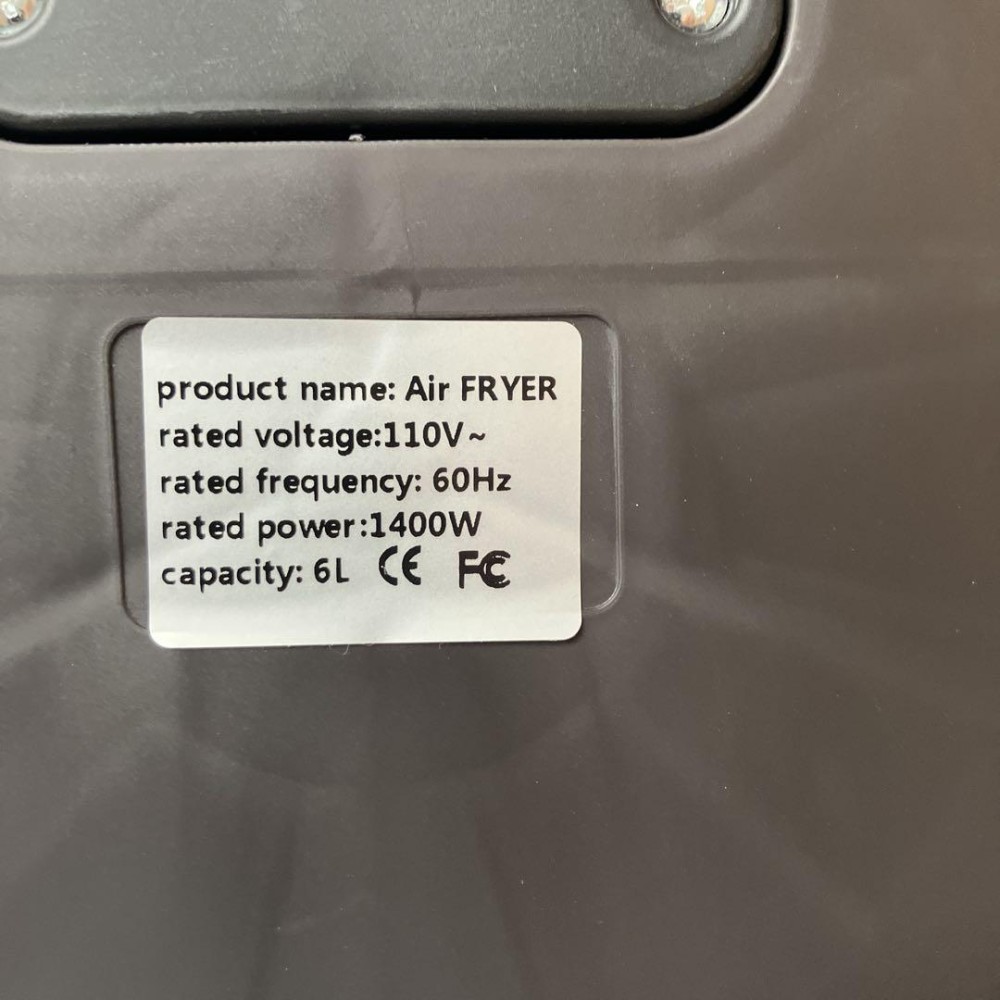 product name: Air FRYER
rated voltage:110V~
rated frequency: 60Hz
rated power:1400W
capacity: 6L CE FC